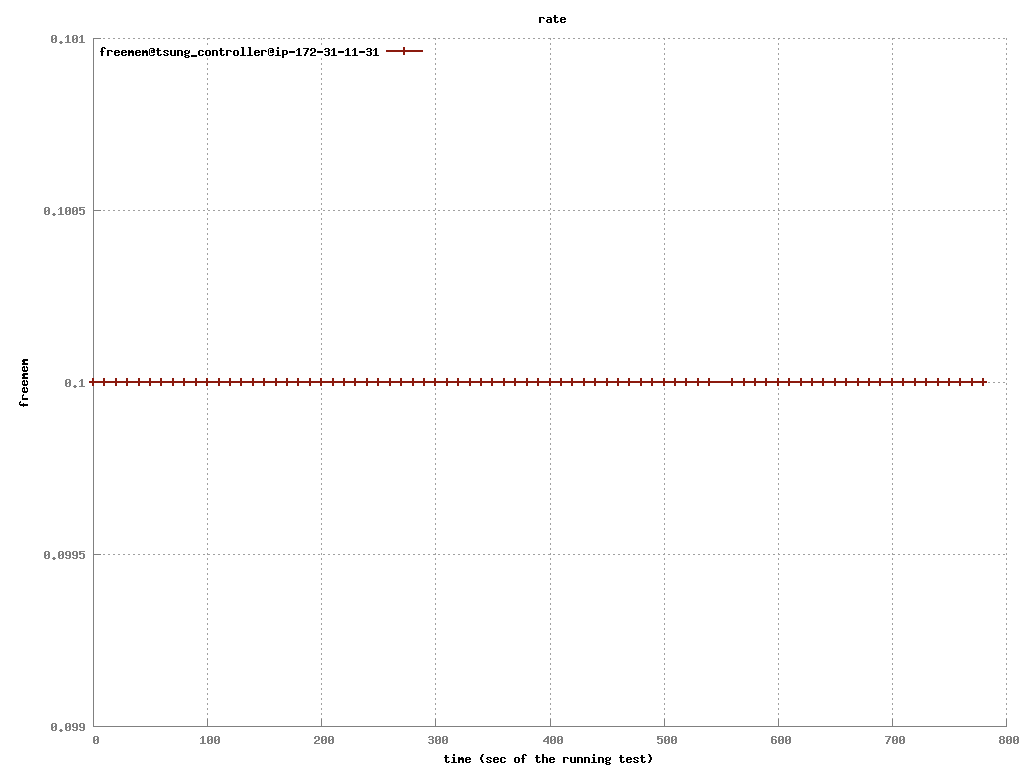 rate
0.101
freemem@tsung_controller@ip-172-31-11-31
0.1005
0.1
0.0995
0.099
freemem
0 100 200 300 400 500 600 700 800
time (sec of the running test)